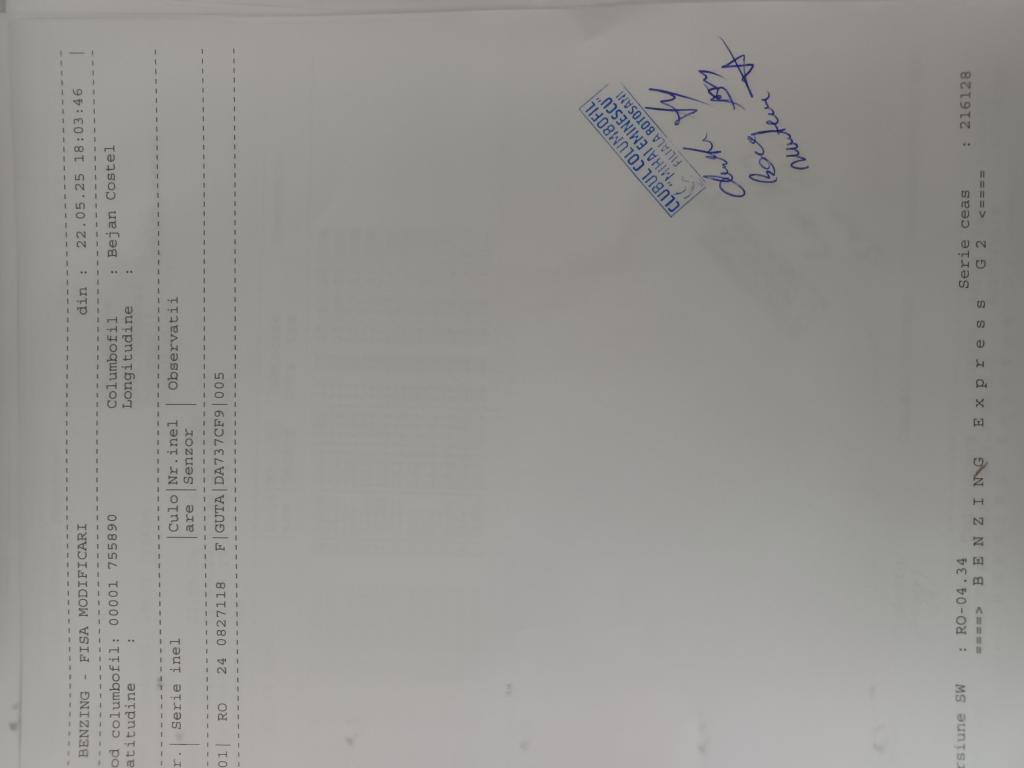 BENZING - FISA MODIFICARI din : 22.05.25 18:03:46 |
od columbofil: 00001 755890 Columbofil : Bejan Costel
atitudine : Longitudine :
r.| Serie inel |Culo|Nr.inel | Observatii
| |are |Senzor |
01| RO 24 0827118 F|GUTA|DA737CF9|005
CLUBUL COLUMBOFIL
"MIHAI EMINESCU"
FILIALA BOTOSANI
rsiune SW : RO-04.34 Serie ceas : 216128
====> B E N Z I N G E x p r e s s G 2 <====